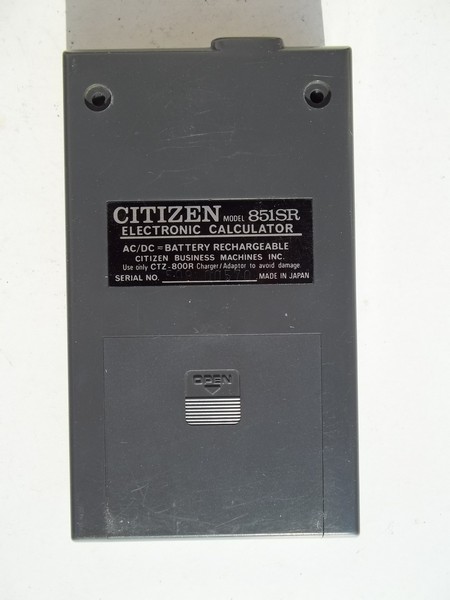 CITIZEN MODEL 851SR
ELECTRONIC CALCULATOR
AC/DC = BATTERY RECHARGEABLE
CITIZEN BUSINESS MACHINES INC.
Use only CTZ-800R Charger/Adaptor to avoid damage
SERIAL NO. MADE IN JAPAN
OPEN